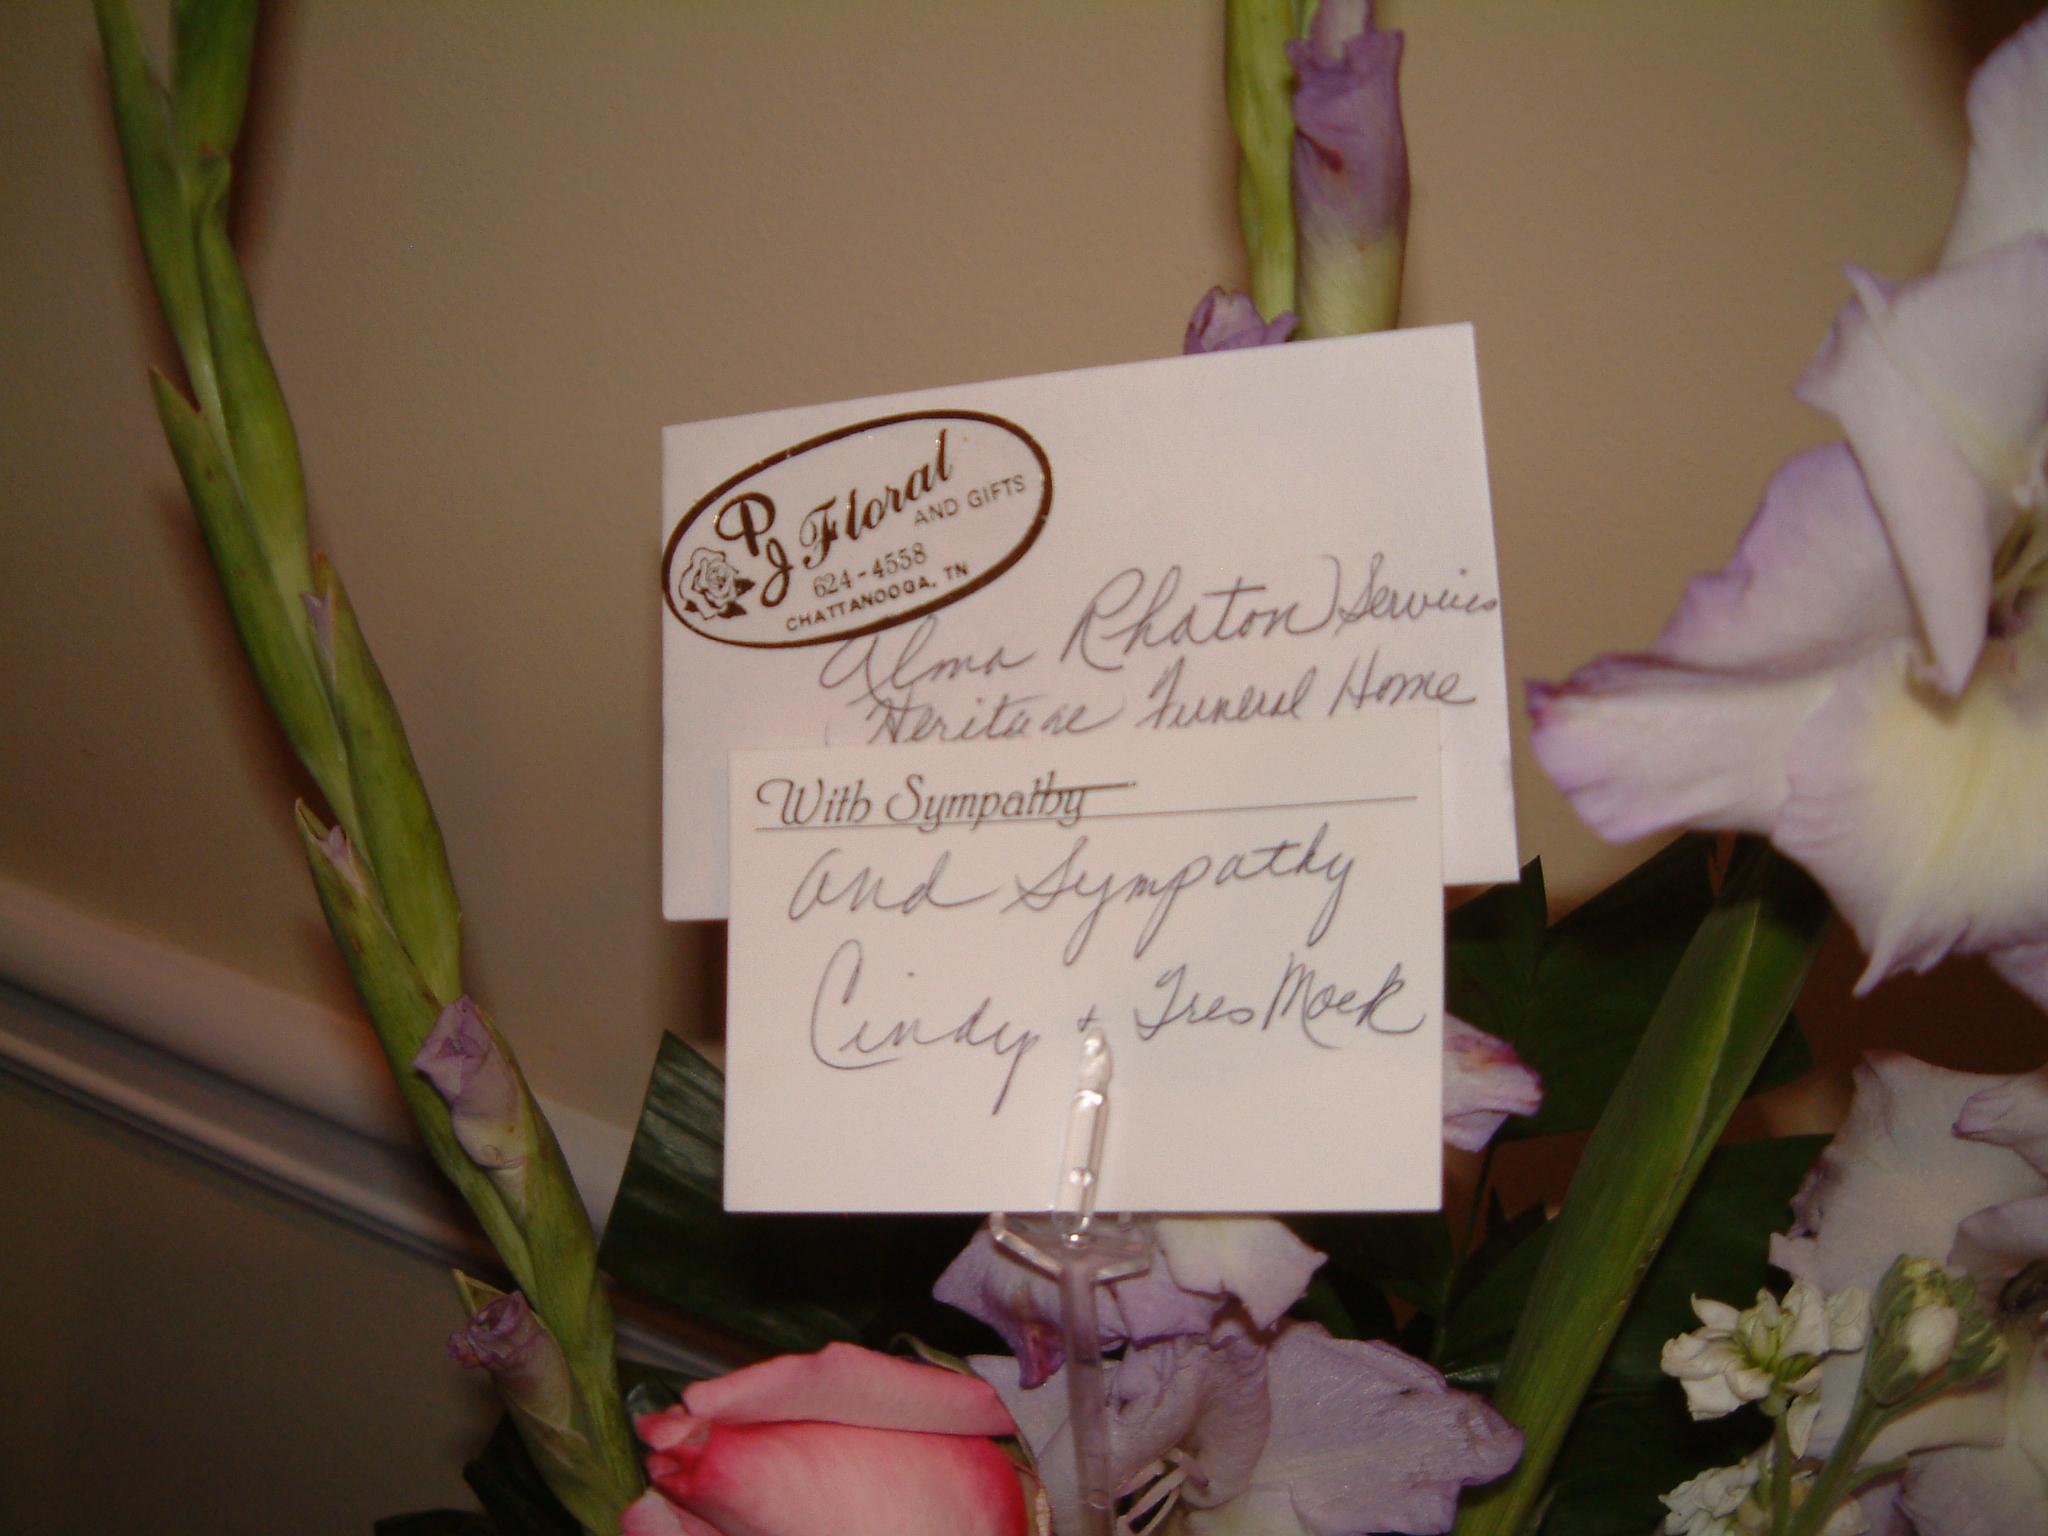 PJ Floral
AND GIFTS
624-4558
CHATTANOOGA, TN
Alma Rhaton Services
Heritage Funeral Home
With Sympathy
and Sympathy
Cindy + Tres Mock